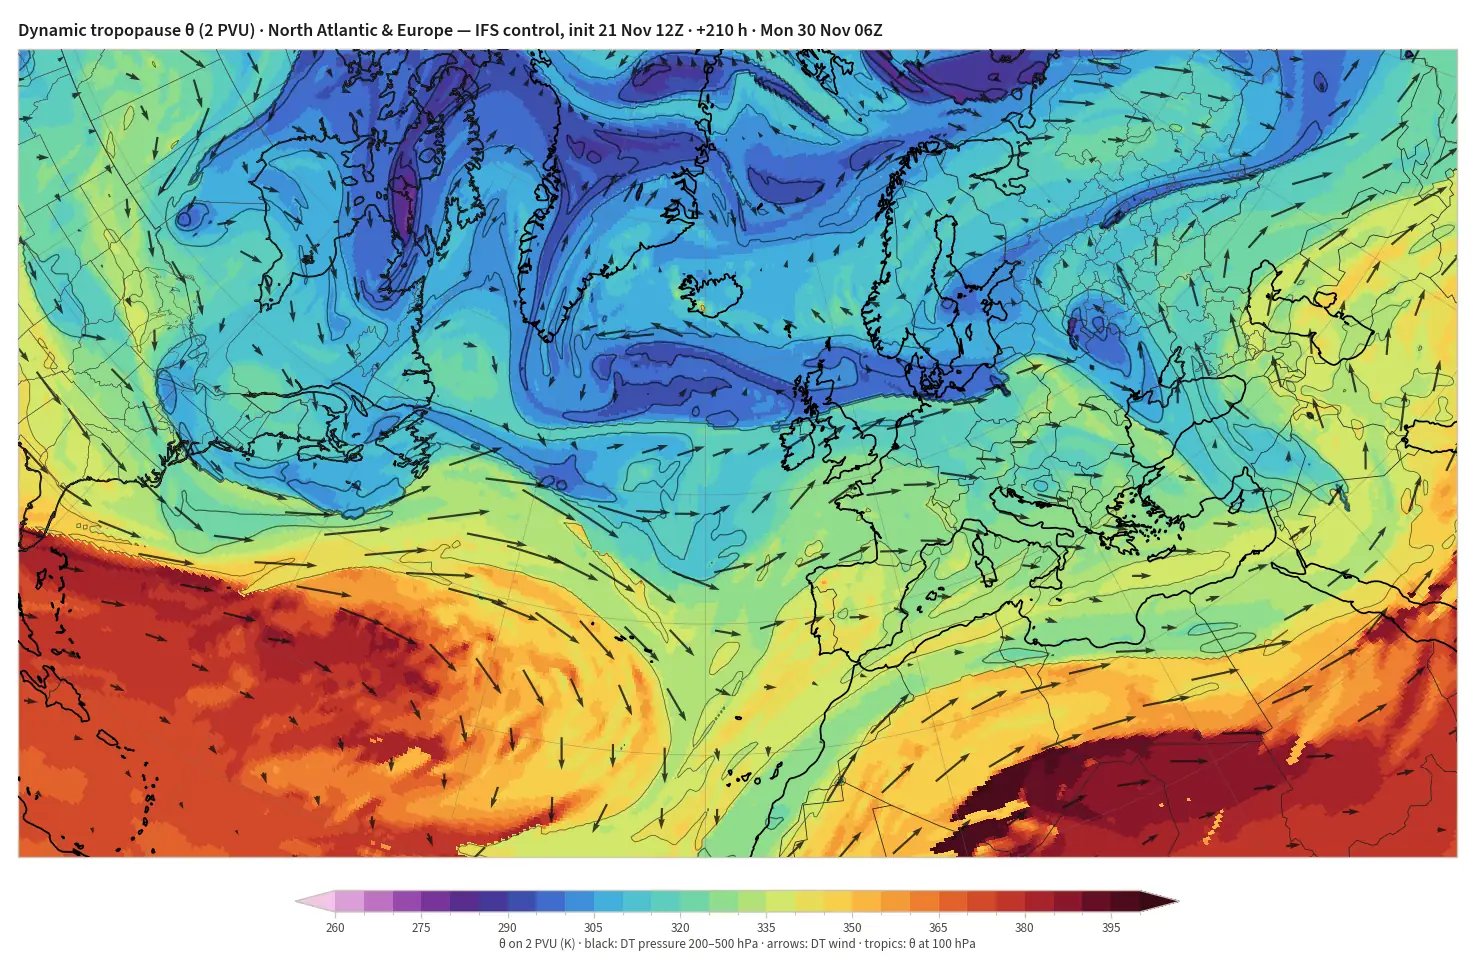 Dynamic tropopause θ (2 PVU) · North Atlantic & Europe — IFS control, init 21 Nov 12Z · +210 h · Mon 30 Nov 06Z
260 275 290 305 320 335 350 365 380 395
θ on 2 PVU (K) · black: DT pressure 200–500 hPa · arrows: DT wind · tropics: θ at 100 hPa